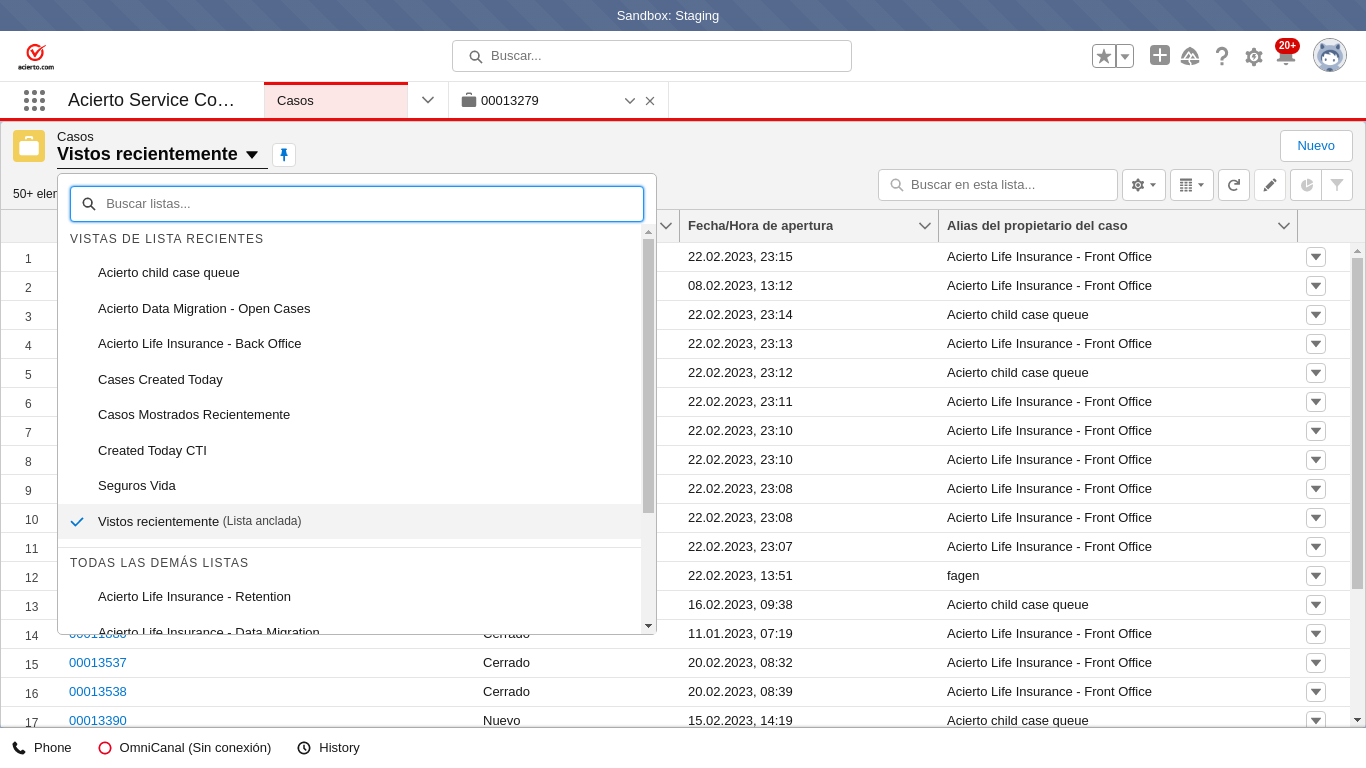 Sandbox: Staging
acierto.com
Buscar...
20+
Acierto Service Co…
Casos
00013279
Casos
Vistos recientemente
Nuevo
50+ elem
Buscar en esta lista...
Buscar listas...
VISTAS DE LISTA RECIENTES
Acierto child case queue
Acierto Data Migration - Open Cases
Acierto Life Insurance - Back Office
Cases Created Today
Casos Mostrados Recientemente
Created Today CTI
Seguros Vida
Vistos recientemente (Lista anclada)
TODAS LAS DEMÁS LISTAS
Acierto Life Insurance - Retention
Acierto Life Insurance - Data Migration
Fecha/Hora de apertura Alias del propietario del caso
1 22.02.2023, 23:15 Acierto Life Insurance - Front Office
2 08.02.2023, 13:12 Acierto Life Insurance - Front Office
3 22.02.2023, 23:14 Acierto child case queue
4 22.02.2023, 23:13 Acierto Life Insurance - Front Office
5 22.02.2023, 23:12 Acierto child case queue
6 22.02.2023, 23:11 Acierto Life Insurance - Front Office
7 22.02.2023, 23:10 Acierto Life Insurance - Front Office
8 22.02.2023, 23:10 Acierto Life Insurance - Front Office
9 22.02.2023, 23:08 Acierto Life Insurance - Front Office
10 22.02.2023, 23:08 Acierto Life Insurance - Front Office
11 22.02.2023, 23:07 Acierto Life Insurance - Front Office
12 22.02.2023, 13:51 fagen
13 16.02.2023, 09:38 Acierto child case queue
14 Cerrado 11.01.2023, 07:19 Acierto Life Insurance - Front Office
15 00013537 Cerrado 20.02.2023, 08:32 Acierto Life Insurance - Front Office
16 00013538 Cerrado 20.02.2023, 08:39 Acierto Life Insurance - Front Office
17 00013390 Nuevo 15.02.2023, 14:19 Acierto child case queue
Phone OmniCanal (Sin conexión) History